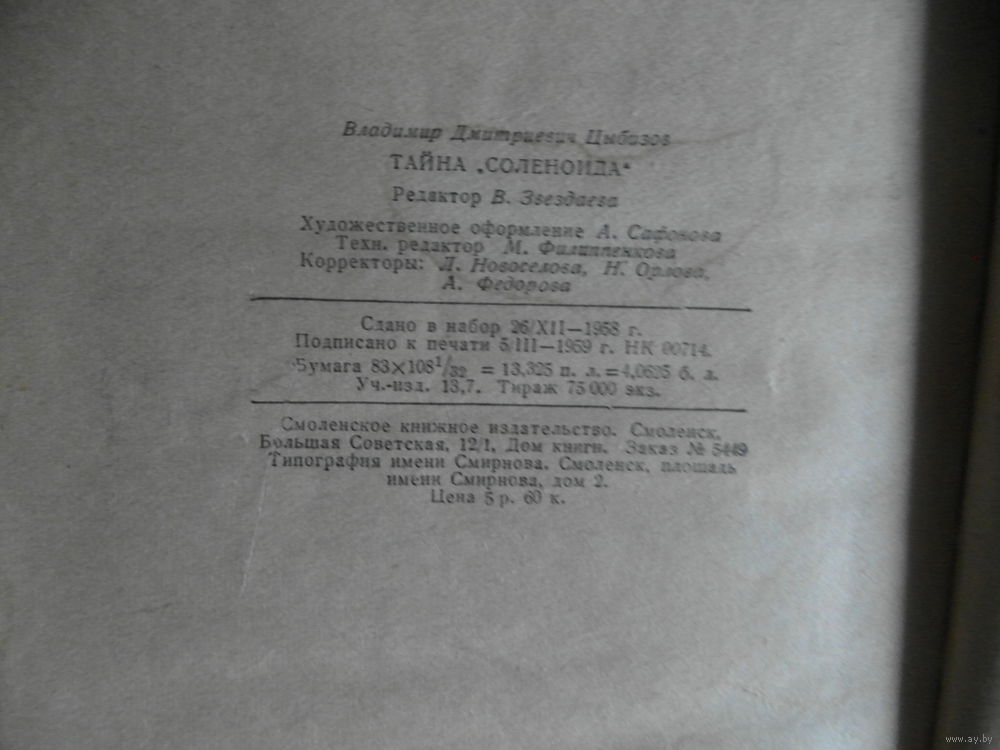 Владимир Дмитриевич Цыбизов
ТАЙНА „СОЛЕНОИДА“
Редактор В. Звездаева
Художественное оформление А. Сафонова
Техн. редактор М. Филиппенкова
Корректоры: Л. Новоселова, Н. Орлова,
А. Федорова
Сдано в набор 26/XII—1958 г.
Подписано к печати 5/III—1959 г. НК 00714.
Бумага 83×108 1/32 = 13,325 п. л.=4,0625 б. л.
Уч.-изд. 13,7. Тираж 75 000 экз.
Смоленское книжное издательство. Смоленск,
Большая Советская, 12/1, Дом книги. Заказ № 5449
Типография имени Смирнова. Смоленск, площадь
имени Смирнова, дом 2.
Цена 5 р. 60 к.
www.ay.by